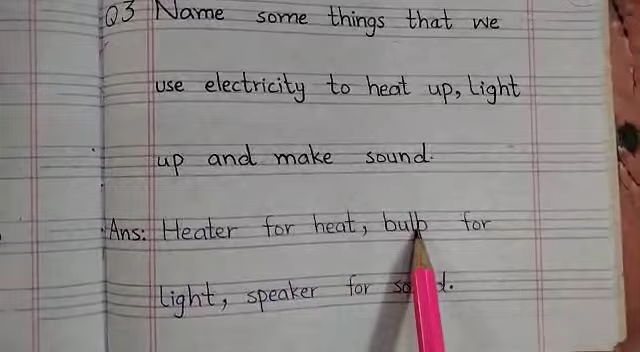 Q3 Name some things that we
use electricity to heat up, Light
up and make sound.
Ans: Heater for heat, bulb for
light, speaker for sound.